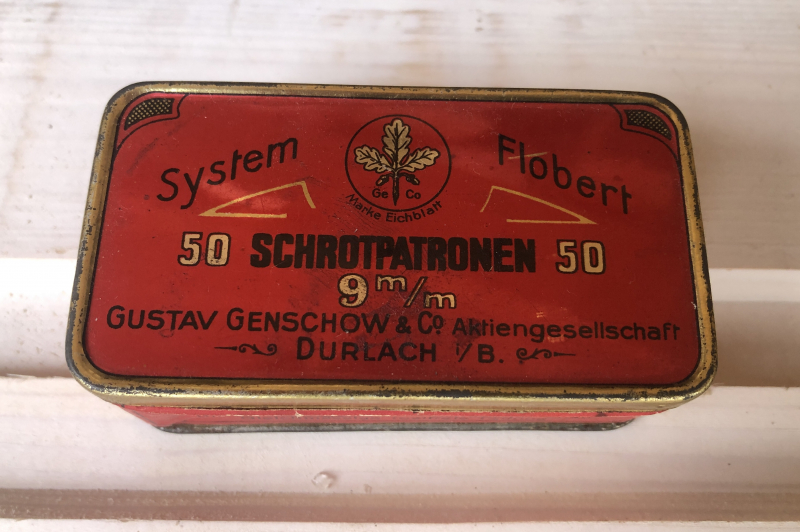 System Flobert
Ge Co
Marke Eichblatt
50 SCHROTPATRONEN 50
9 m/m
GUSTAV GENSCHOW & Co Aktiengesellschaft
DURLACH i/B.